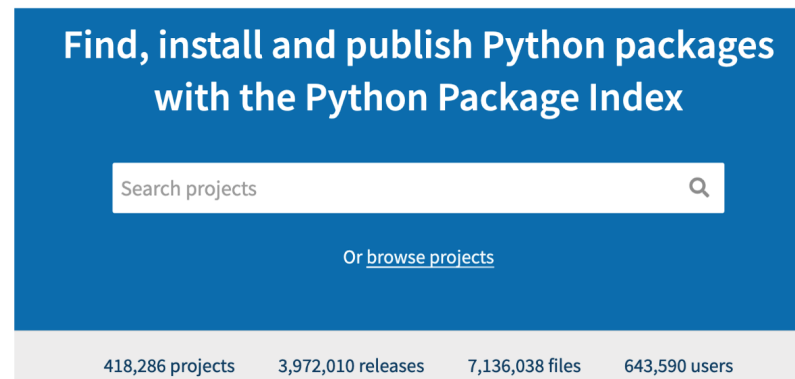 Find, install and publish Python packages
with the Python Package Index
Search projects
Or browse projects
418,286 projects 3,972,010 releases 7,136,038 files 643,590 users